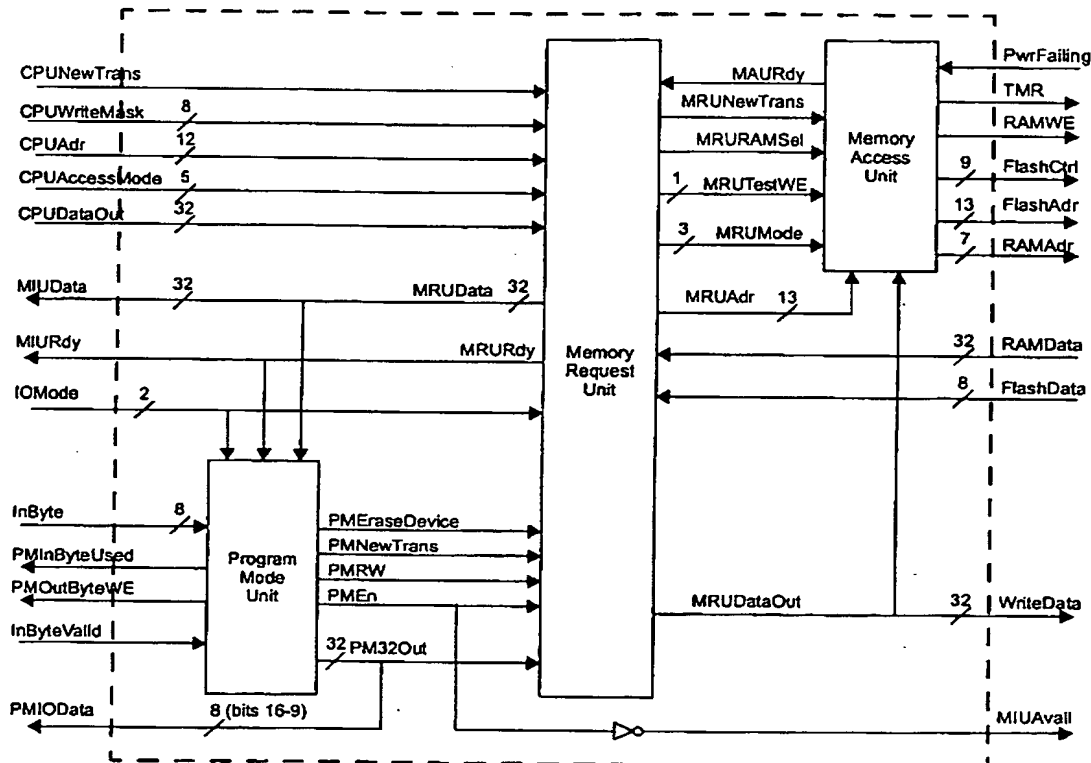 CPUNewTrans
CPUWriteMask
8
CPUAdr
12
CPUAccessMode
5
CPUDataOut
32
MIUData
32
MRUData
32
MIURdy
MRURdy
IOMode
2
InByte
8
PMInByteUsed
PMOutByteWE
InByteValid
PMIOData
8 (bits 16-9)
Program
Mode
Unit
PMEraseDevice
PMNewTrans
PMRW
PMEn
32
PM32Out
Memory
Request
Unit
MAURdy
MRUNewTrans
MRURAMSel
1
MRUTestWE
3
MRUMode
MRUAdr
13
Memory
Access
Unit
PwrFailing
TMR
RAMWE
9
FlashCtrl
13
FlashAdr
7
RAMAdr
32
RAMData
8
FlashData
MRUDataOut
32
WriteData
MIUAvail